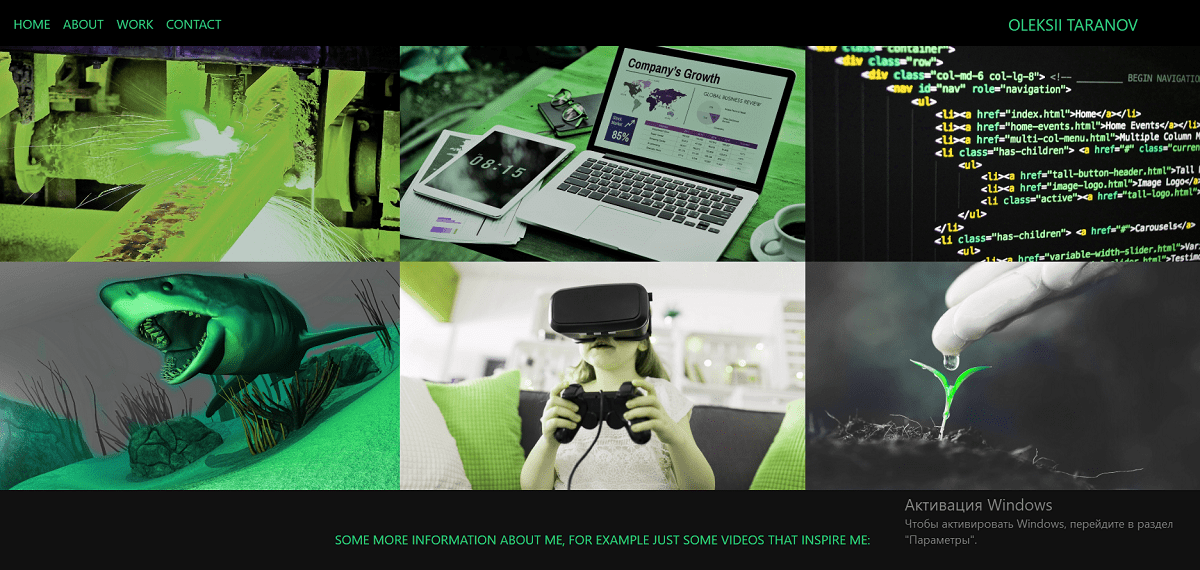 HOME ABOUT WORK CONTACT
OLEKSII TARANOV
Company's Growth
GLOBAL BUSINESS REVIEW
Stock
Market
85%
08:15
class="container">
<div class="row">
<div class="col-md-6 col-lg-8"> <!-- BEGIN NAVIGATIO
<nav id="nav" role="navigation">
<ul>
<li><a href="index.html">Home</a></li>
<li><a href="home-events.html">Home Events</a></li>
<li><a href="multi-col-menu.html">Multiple Column M
<li class="has-children"> <a href="#" class="curren
<ul>
<li><a href="tall-button-header.html">Tall
<li><a href="image-logo.html">Image Logo</a>
<li class="active"><a href="tall-logo.html"
</ul>
</li>
<li class="has-children"> <a href="#">Carousels</a>
<ul>
<li><a href="variable-width-slider.html">Var
slider.html">Testimo
SOME MORE INFORMATION ABOUT ME, FOR EXAMPLE JUST SOME VIDEOS THAT INSPIRE ME:
Активация Windows
Чтобы активировать Windows, перейдите в раздел
"Параметры".